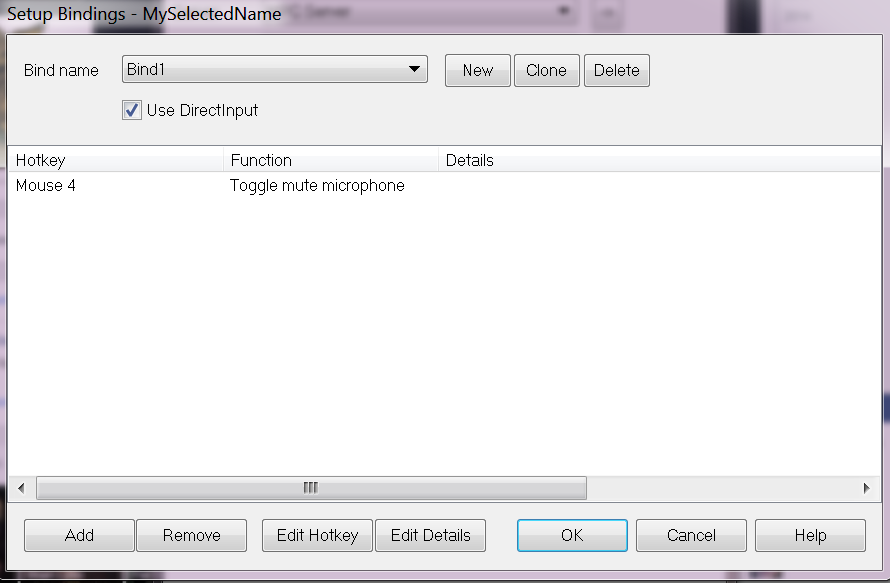 Setup Bindings - MySelectedName
Bind name Bind1 New Clone Delete
Use DirectInput
Hotkey Function Details
Mouse 4 Toggle mute microphone
Add Remove Edit Hotkey Edit Details OK Cancel Help